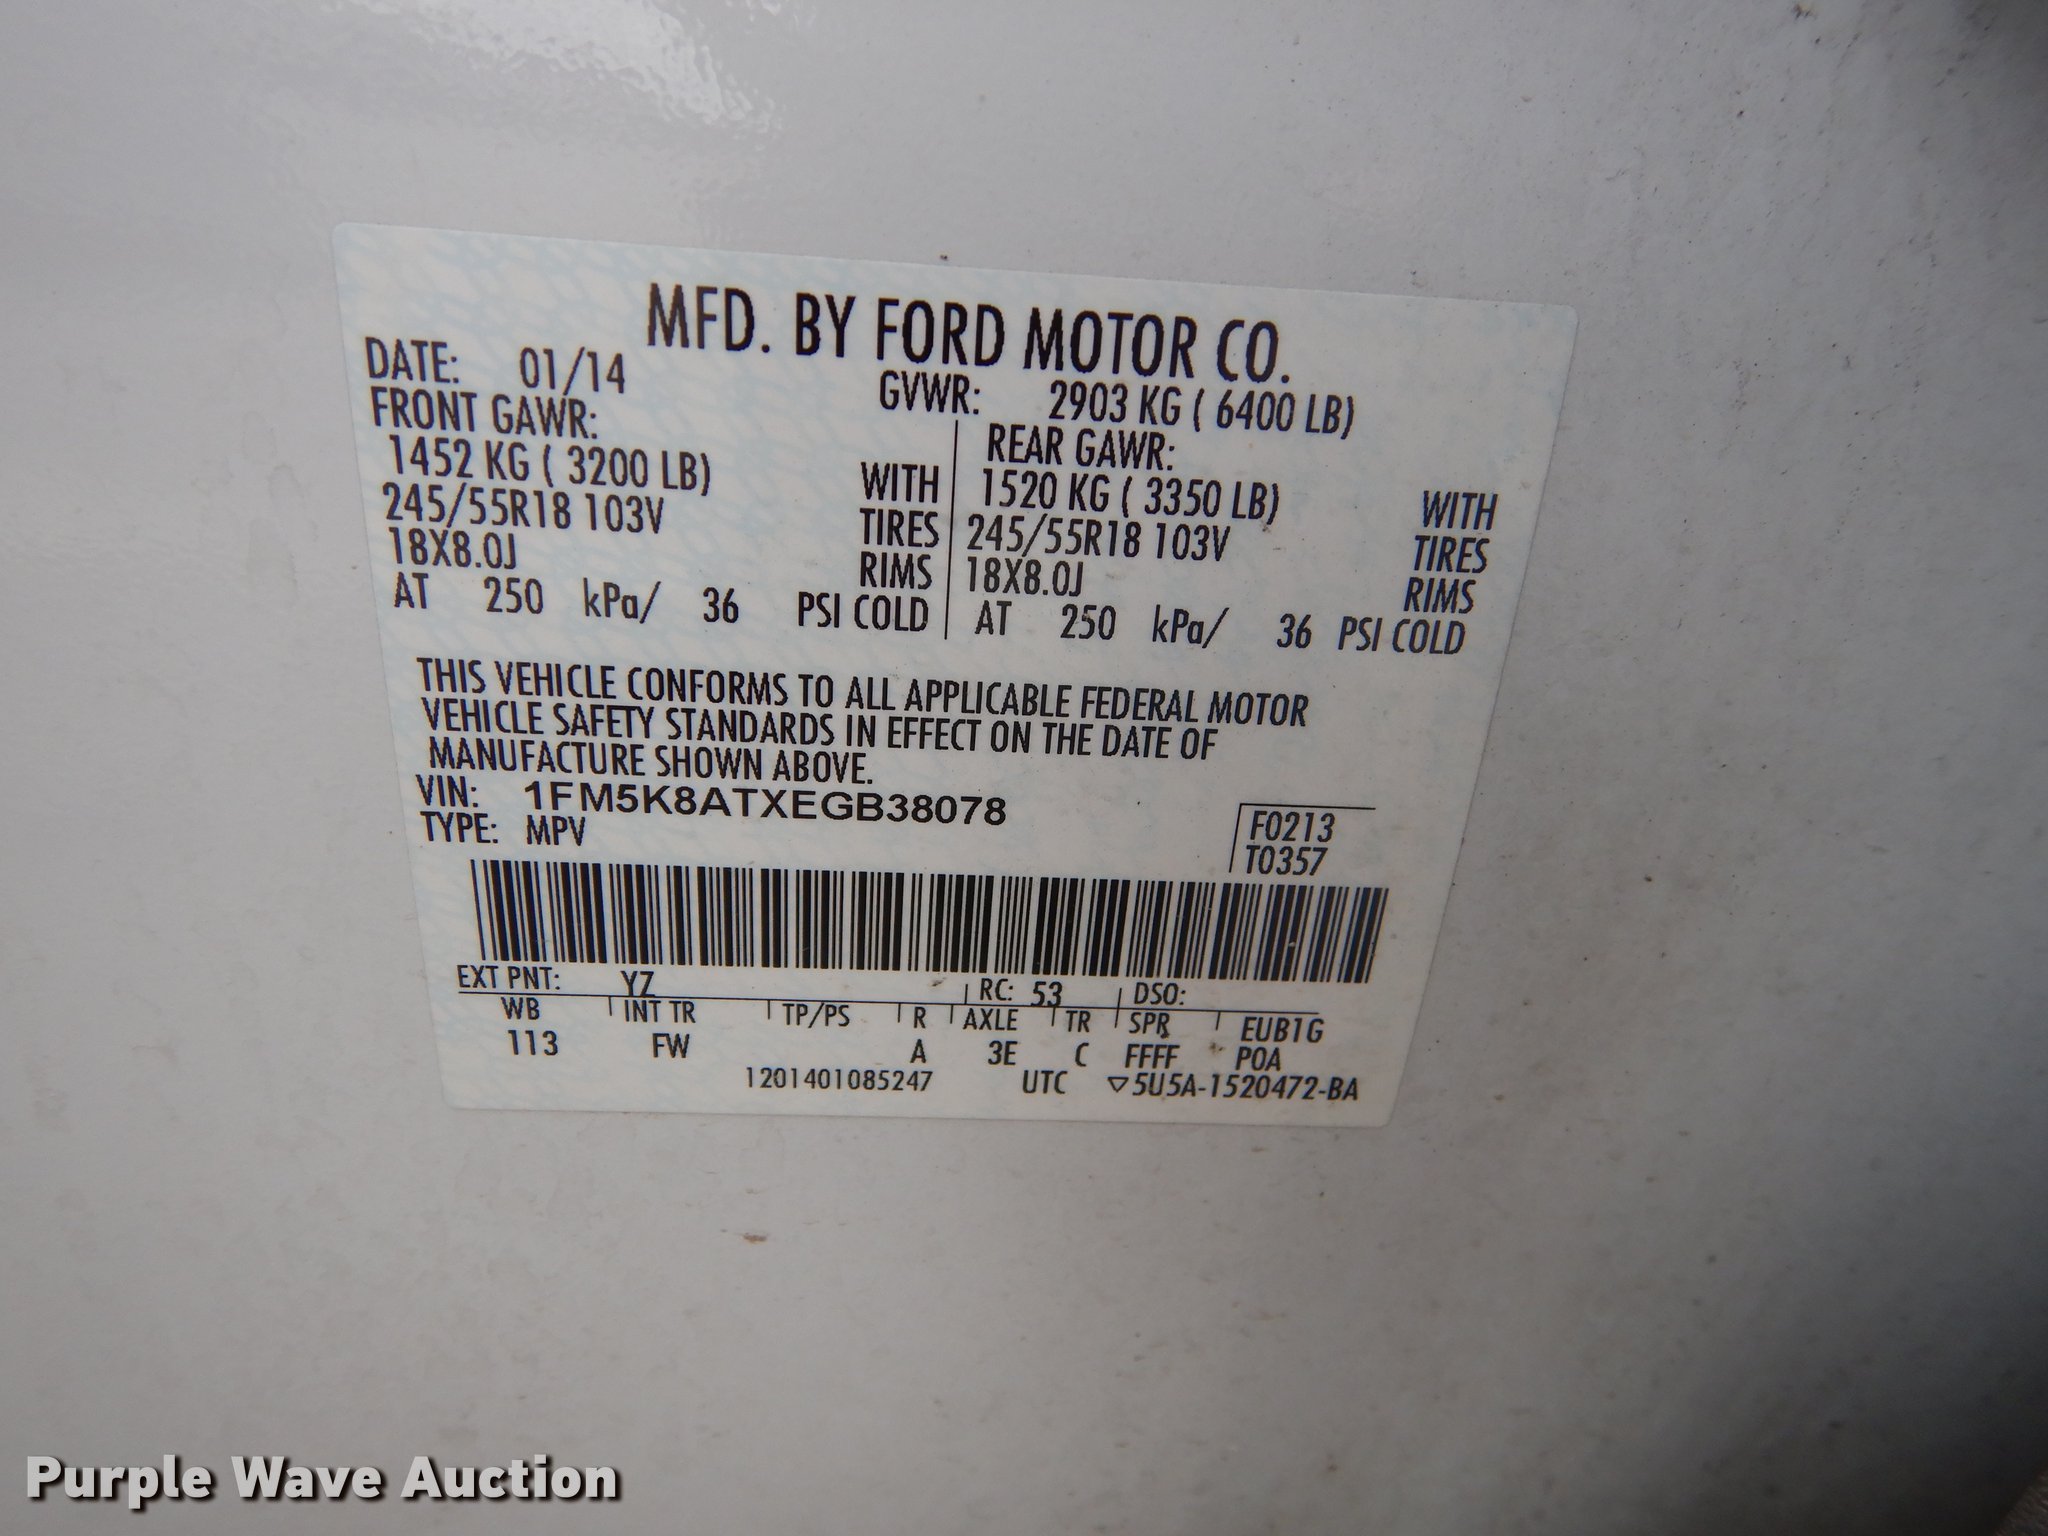 MFD. BY FORD MOTOR CO.
DATE: 01/14 GVWR: 2903 KG ( 6400 LB)
FRONT GAWR: REAR GAWR:
1452 KG ( 3200 LB) WITH 1520 KG ( 3350 LB) WITH
245/55R18 103V TIRES 245/55R18 103V TIRES
18X8.0J RIMS 18X8.0J RIMS
AT 250 kPa/ 36 PSI COLD AT 250 kPa/ 36 PSI COLD
THIS VEHICLE CONFORMS TO ALL APPLICABLE FEDERAL MOTOR
VEHICLE SAFETY STANDARDS IN EFFECT ON THE DATE OF
MANUFACTURE SHOWN ABOVE.
VIN: 1FM5K8ATXEGB38078
TYPE: MPV
F0213
T0357
EXT PNT: YZ RC: 53 DSO:
WB INT TR TP/PS R AXLE TR SPR EUB1G
113 FW A 3E C FFFF POA
1201401085247 UTC ▽5U5A-1520472-BA
Purple Wave Auction